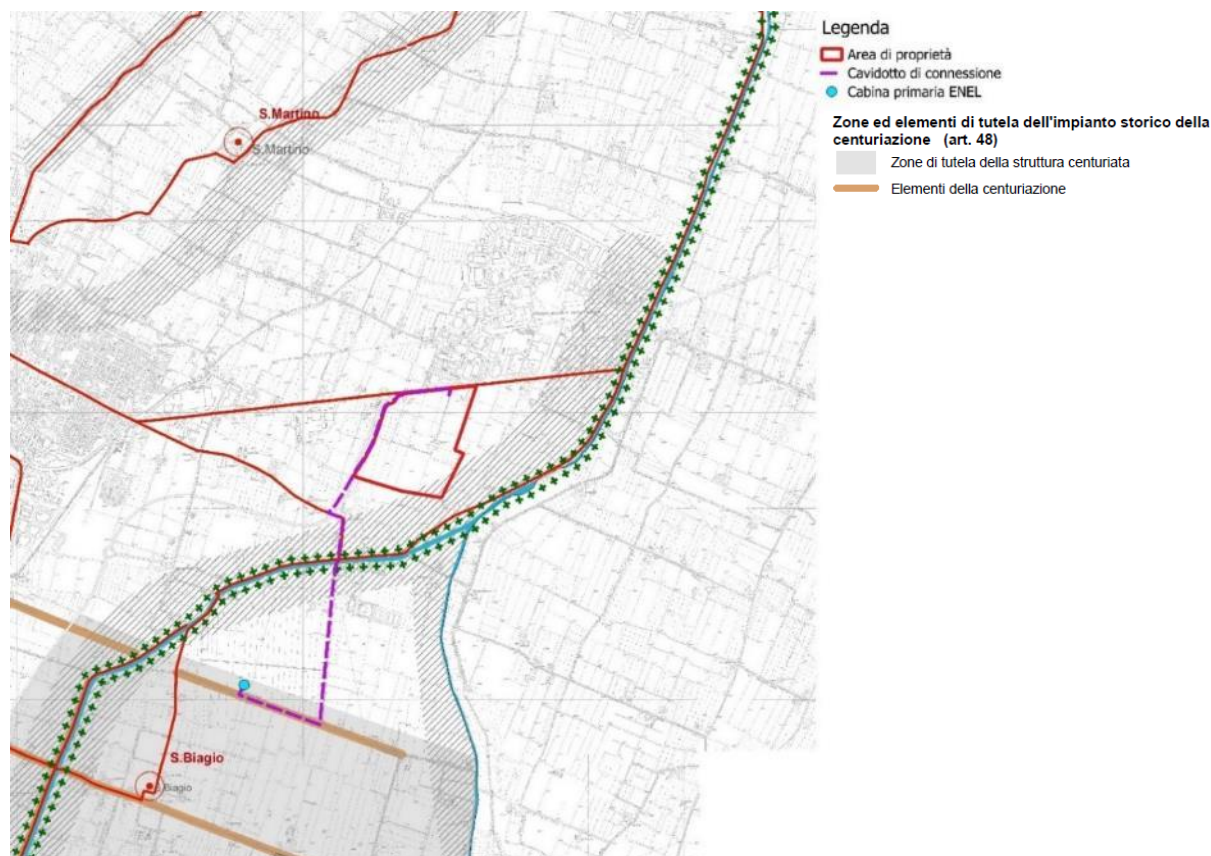 Legenda
Area di proprietà
Cavidotto di connessione
Cabina primaria ENEL
Zone ed elementi di tutela dell'impianto storico della
centuriazione (art. 48)
Zone di tutela della struttura centuriata
Elementi della centuriazione
S.Martino
S.Martino
S.Biagio
Biagio